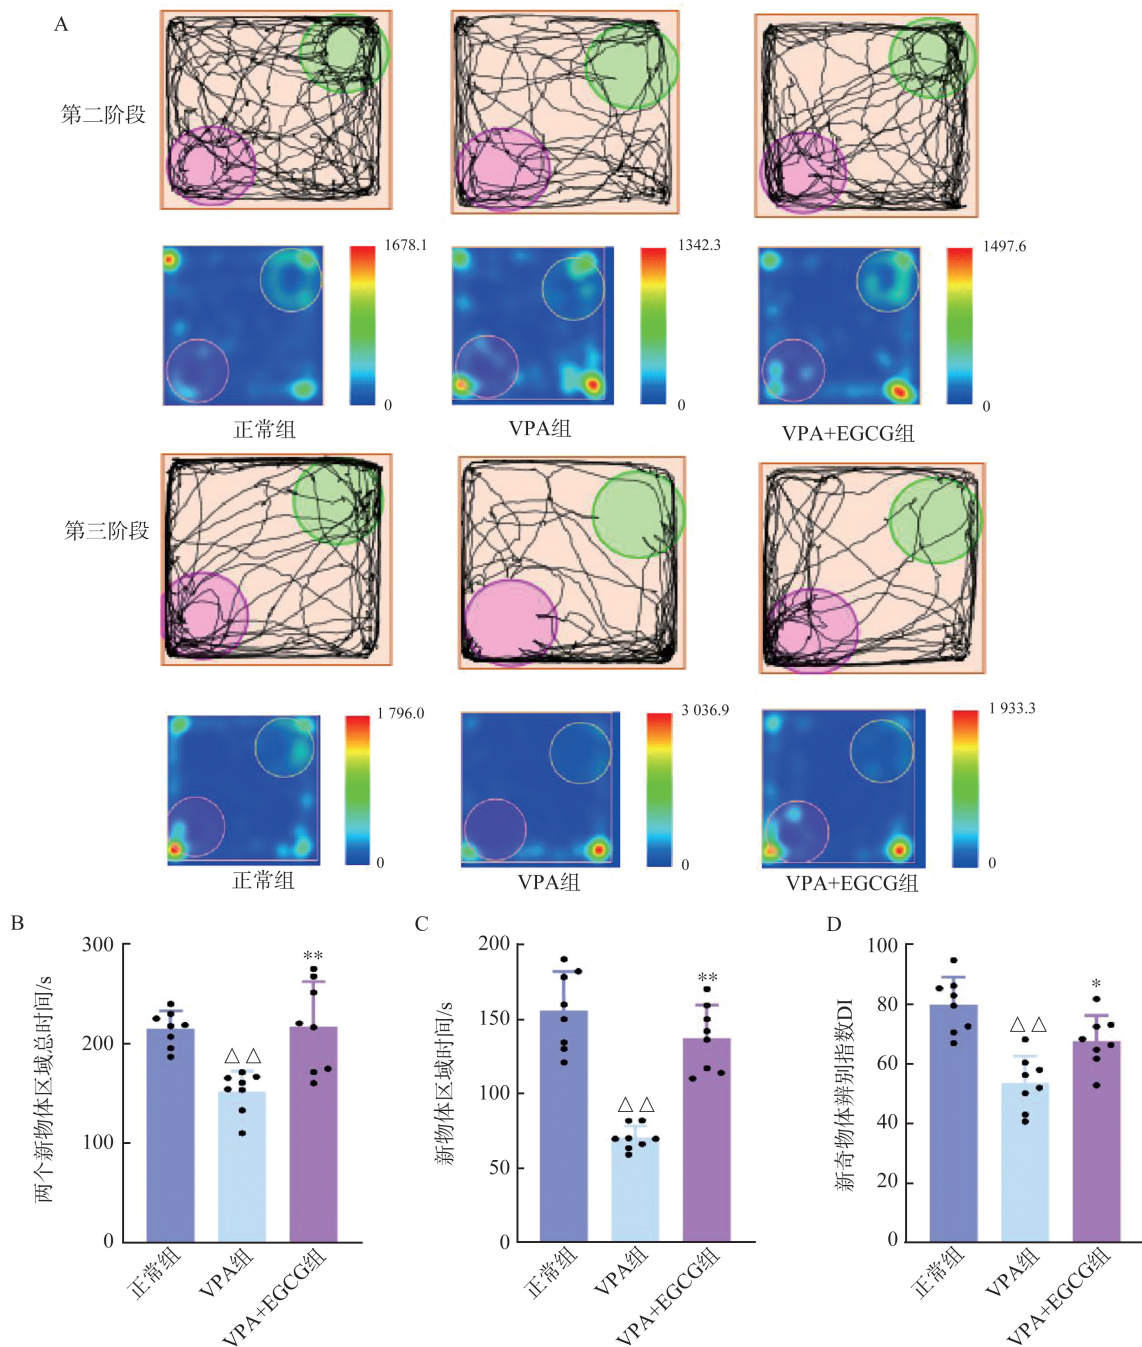 A
第二阶段
1678.1
0
1342.3
0
1497.6
0
正常组
VPA组
VPA+EGCG组
第三阶段
1 796.0
0
3 036.9
0
1 933.3
0
正常组
VPA组
VPA+EGCG组
B
两个新物体区域总时间/s
300
200
100
0
△△
**
正常组
VPA组
VPA+EGCG组
C
新物体区域时间/s
200
150
100
50
0
△△
**
正常组
VPA组
VPA+EGCG组
D
新奇物体辨别指数DI
100
80
60
40
20
0
△△
*
正常组
VPA组
VPA+EGCG组